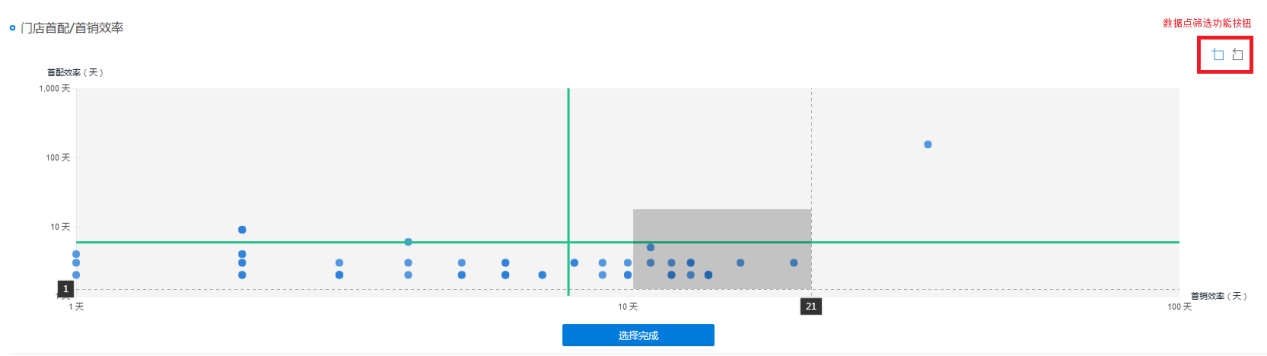 门店首配/首销效率
数据点筛选功能按钮
首配效率（天）
1,000 天
100 天
10 天
1
1 天
10 天
21
100 天
首销效率（天）
选择完成